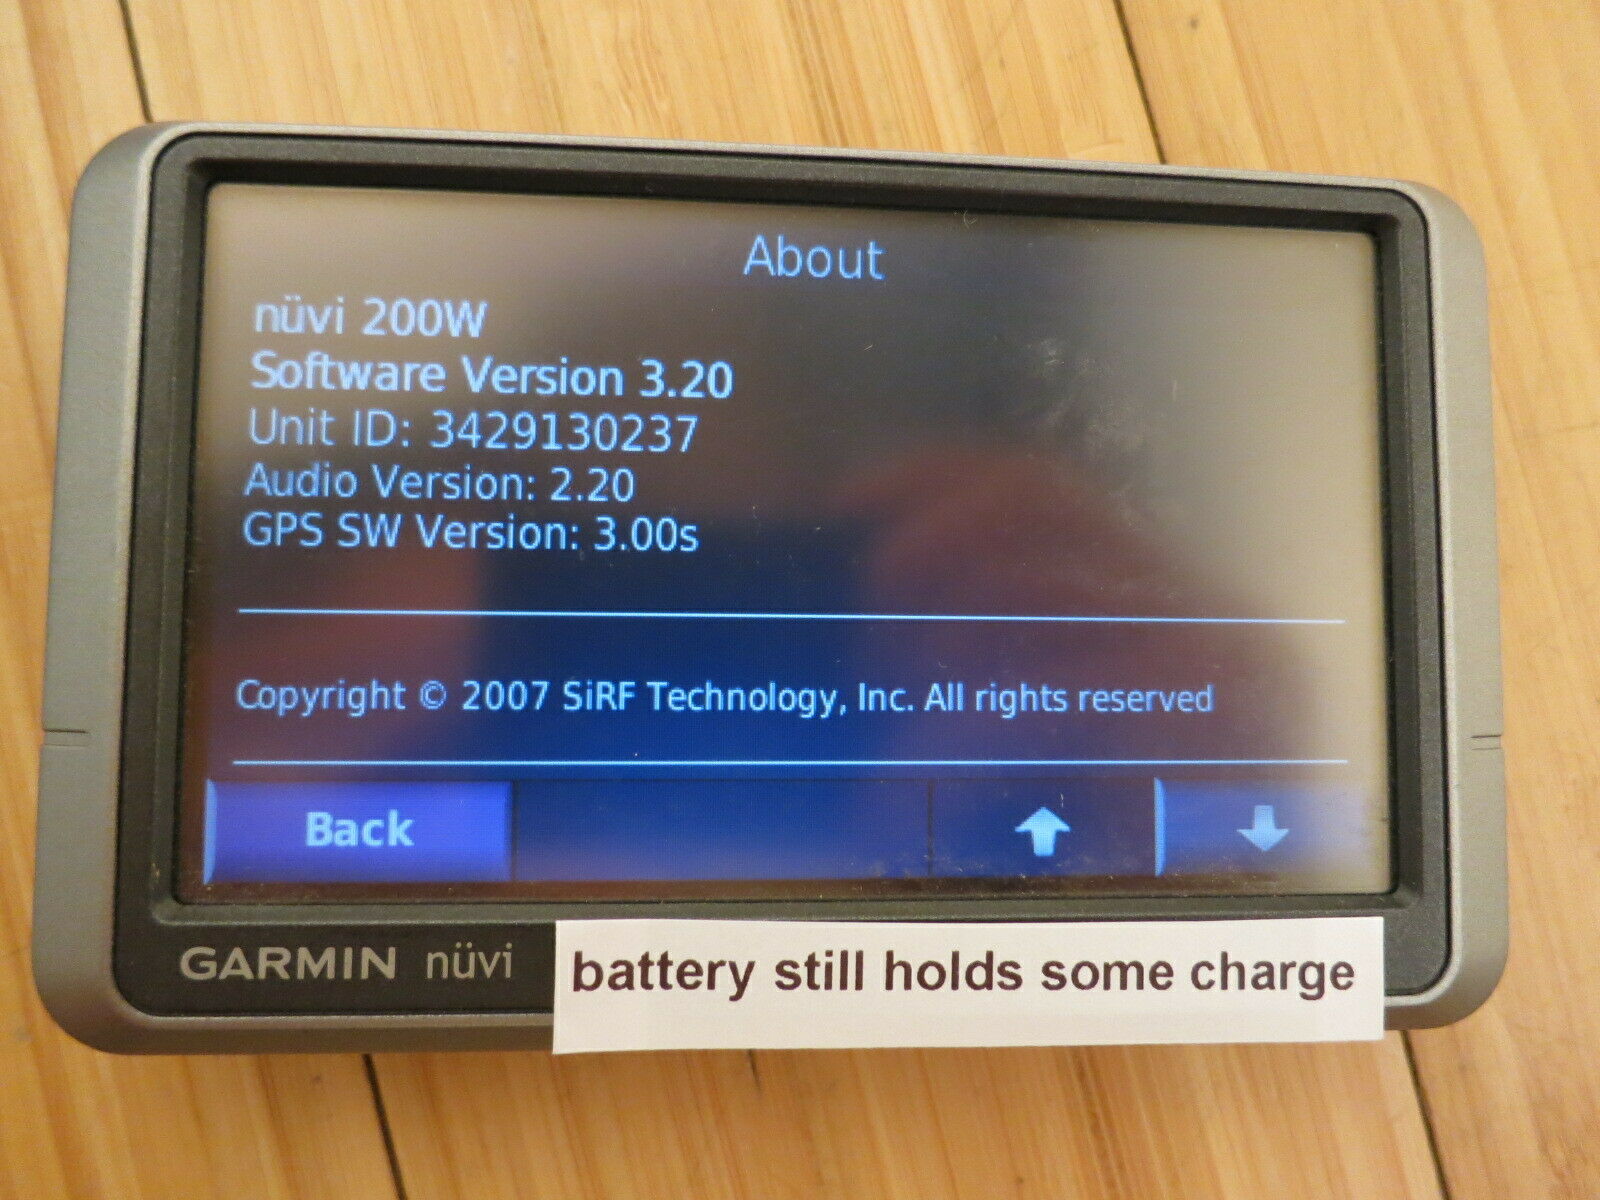 About
nüvi 200W
Software Version 3.20
Unit ID: 3429130237
Audio Version: 2.20
GPS SW Version: 3.00s
Copyright © 2007 SiRF Technology, Inc. All rights reserved
Back
GARMIN nüvi
battery still holds some charge